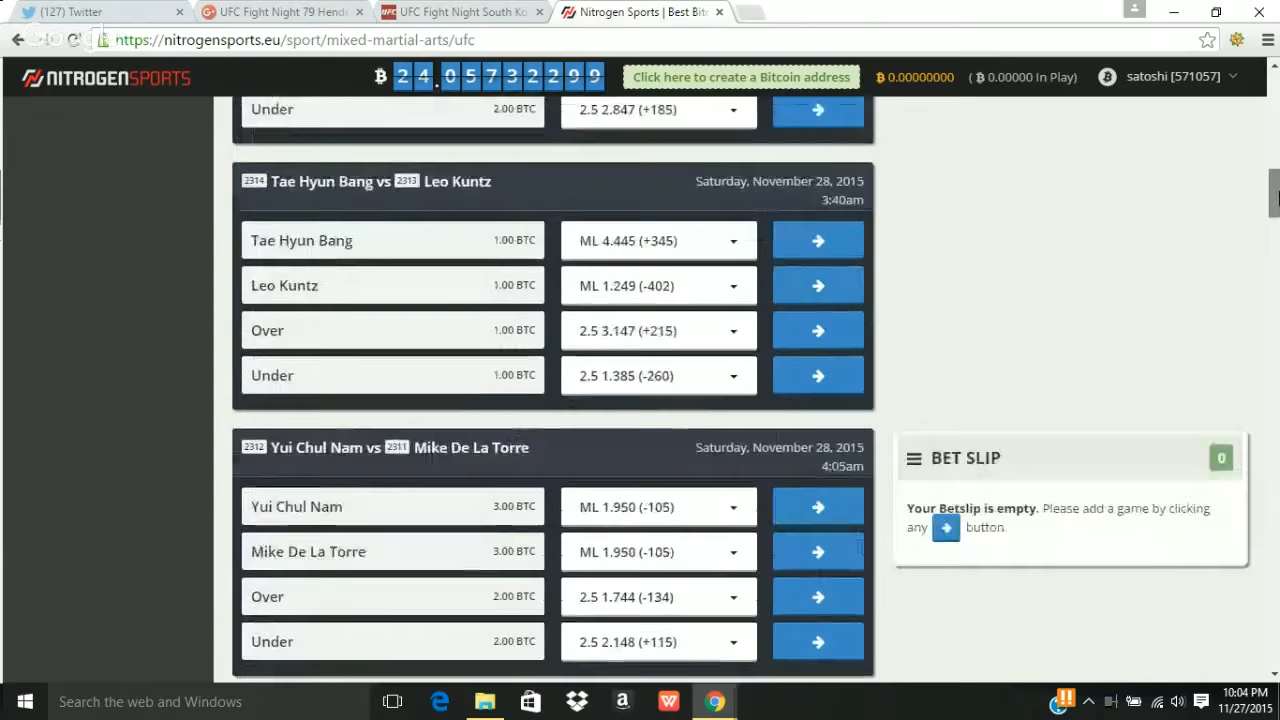 (127) Twitter
UFC Fight Night 79 Hende
UFC Fight Night South Ko
Nitrogen Sports | Best Bit
https://nitrogensports.eu/sport/mixed-martial-arts/ufc
NITROGENSPORTS
24.05732299
Click here to create a Bitcoin address
0.00000000
( 0.00000 In Play)
satoshi [571057]
Under 2.00 BTC 2.5 2.847 (+185)
2314 Tae Hyun Bang vs 2313 Leo Kuntz Saturday, November 28, 2015
3:40am
Tae Hyun Bang 1.00 BTC ML 4.445 (+345)
Leo Kuntz 1.00 BTC ML 1.249 (-402)
Over 1.00 BTC 2.5 3.147 (+215)
Under 1.00 BTC 2.5 1.385 (-260)
2312 Yui Chul Nam vs 2311 Mike De La Torre Saturday, November 28, 2015
4:05am
Yui Chul Nam 3.00 BTC ML 1.950 (-105)
Mike De La Torre 3.00 BTC ML 1.950 (-105)
Over 2.00 BTC 2.5 1.744 (-134)
Under 2.00 BTC 2.5 2.148 (+115)
BET SLIP 0
Your Betslip is empty. Please add a game by clicking
any button.
Search the web and Windows
10:04 PM
11/27/2015